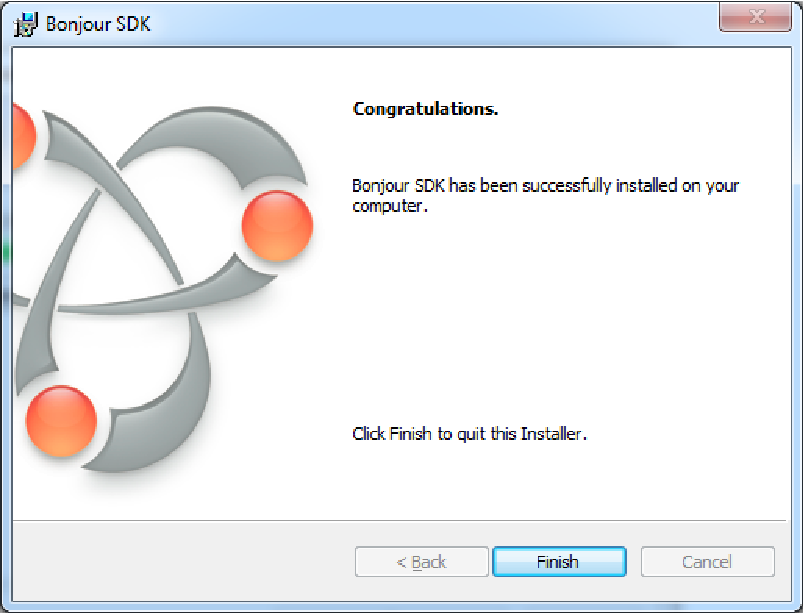 Bonjour SDK
Congratulations.
Bonjour SDK has been successfully installed on your
computer.
Click Finish to quit this Installer.
< Back
Finish
Cancel